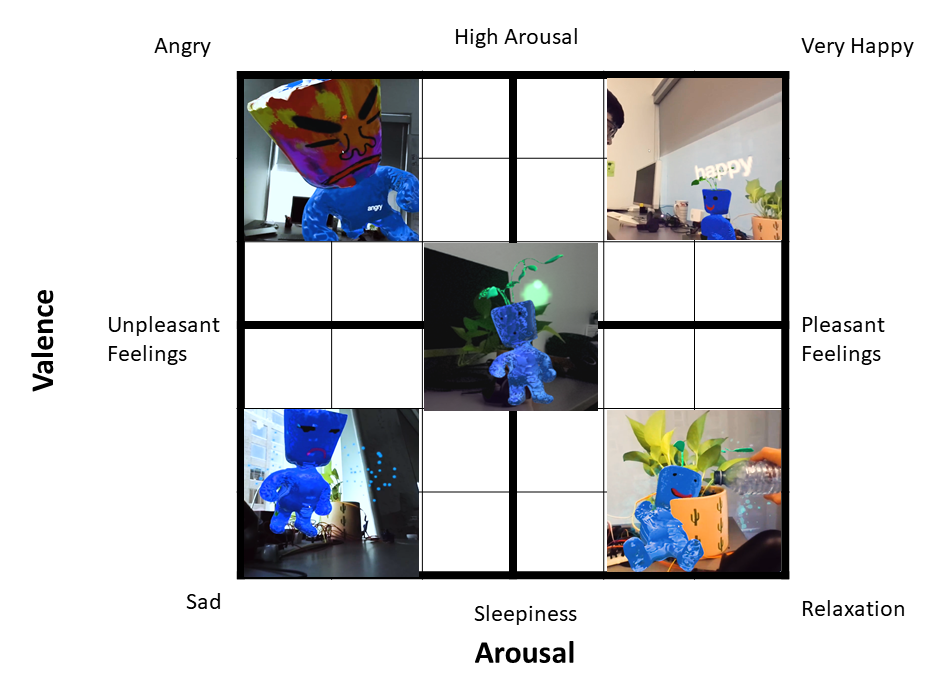 Angry
High Arousal
Very Happy
happy
angry
Valence
Unpleasant
Feelings
Pleasant
Feelings
Sad
Sleepiness
Relaxation
Arousal